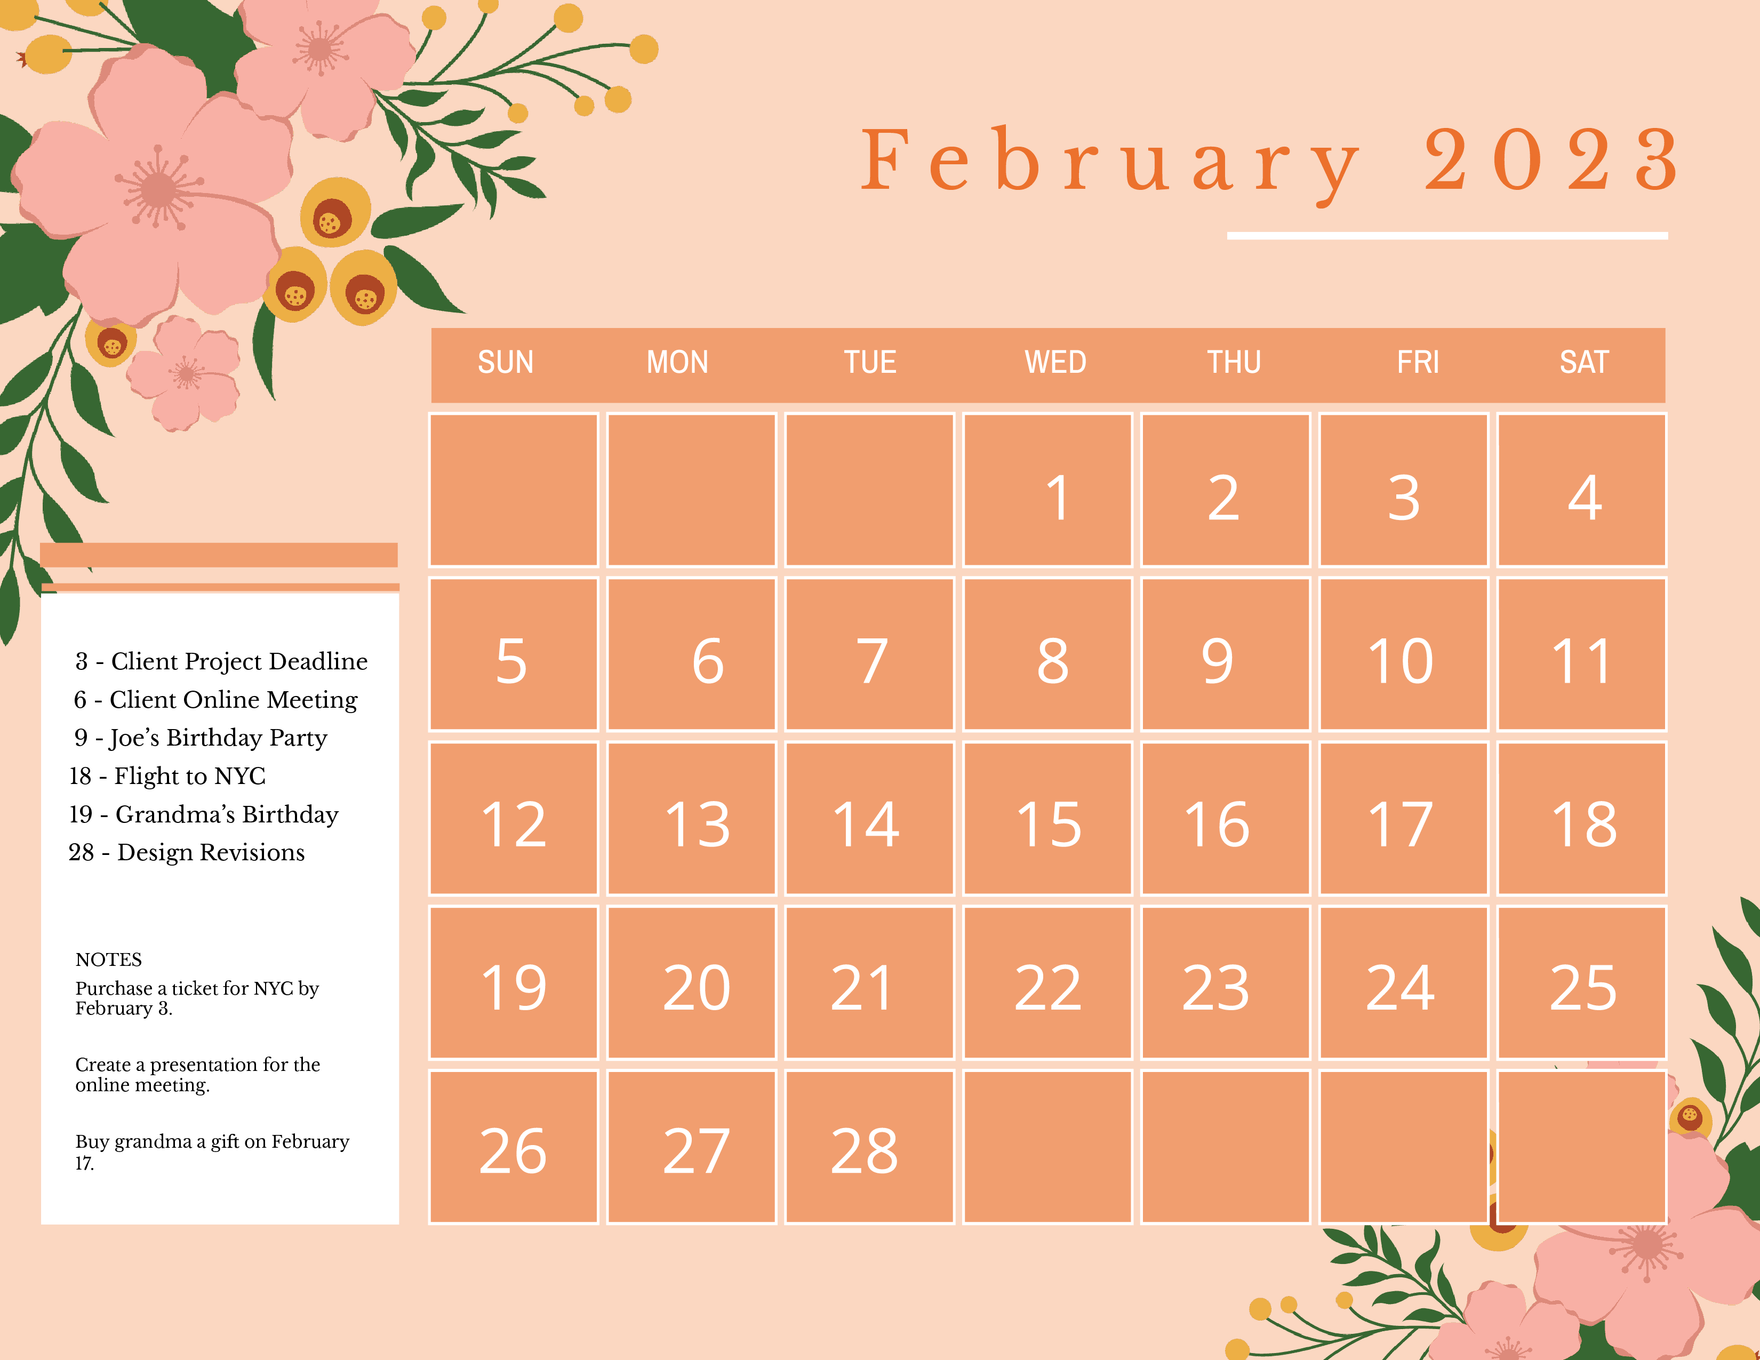 February 2023
SUN MON TUE WED THU FRI SAT
1 2 3 4
5 6 7 8 9 10 11
12 13 14 15 16 17 18
19 20 21 22 23 24 25
26 27 28
3 - Client Project Deadline
6 - Client Online Meeting
9 - Joe’s Birthday Party
18 - Flight to NYC
19 - Grandma’s Birthday
28 - Design Revisions
NOTES
Purchase a ticket for NYC by
February 3.
Create a presentation for the
online meeting.
Buy grandma a gift on February
17.